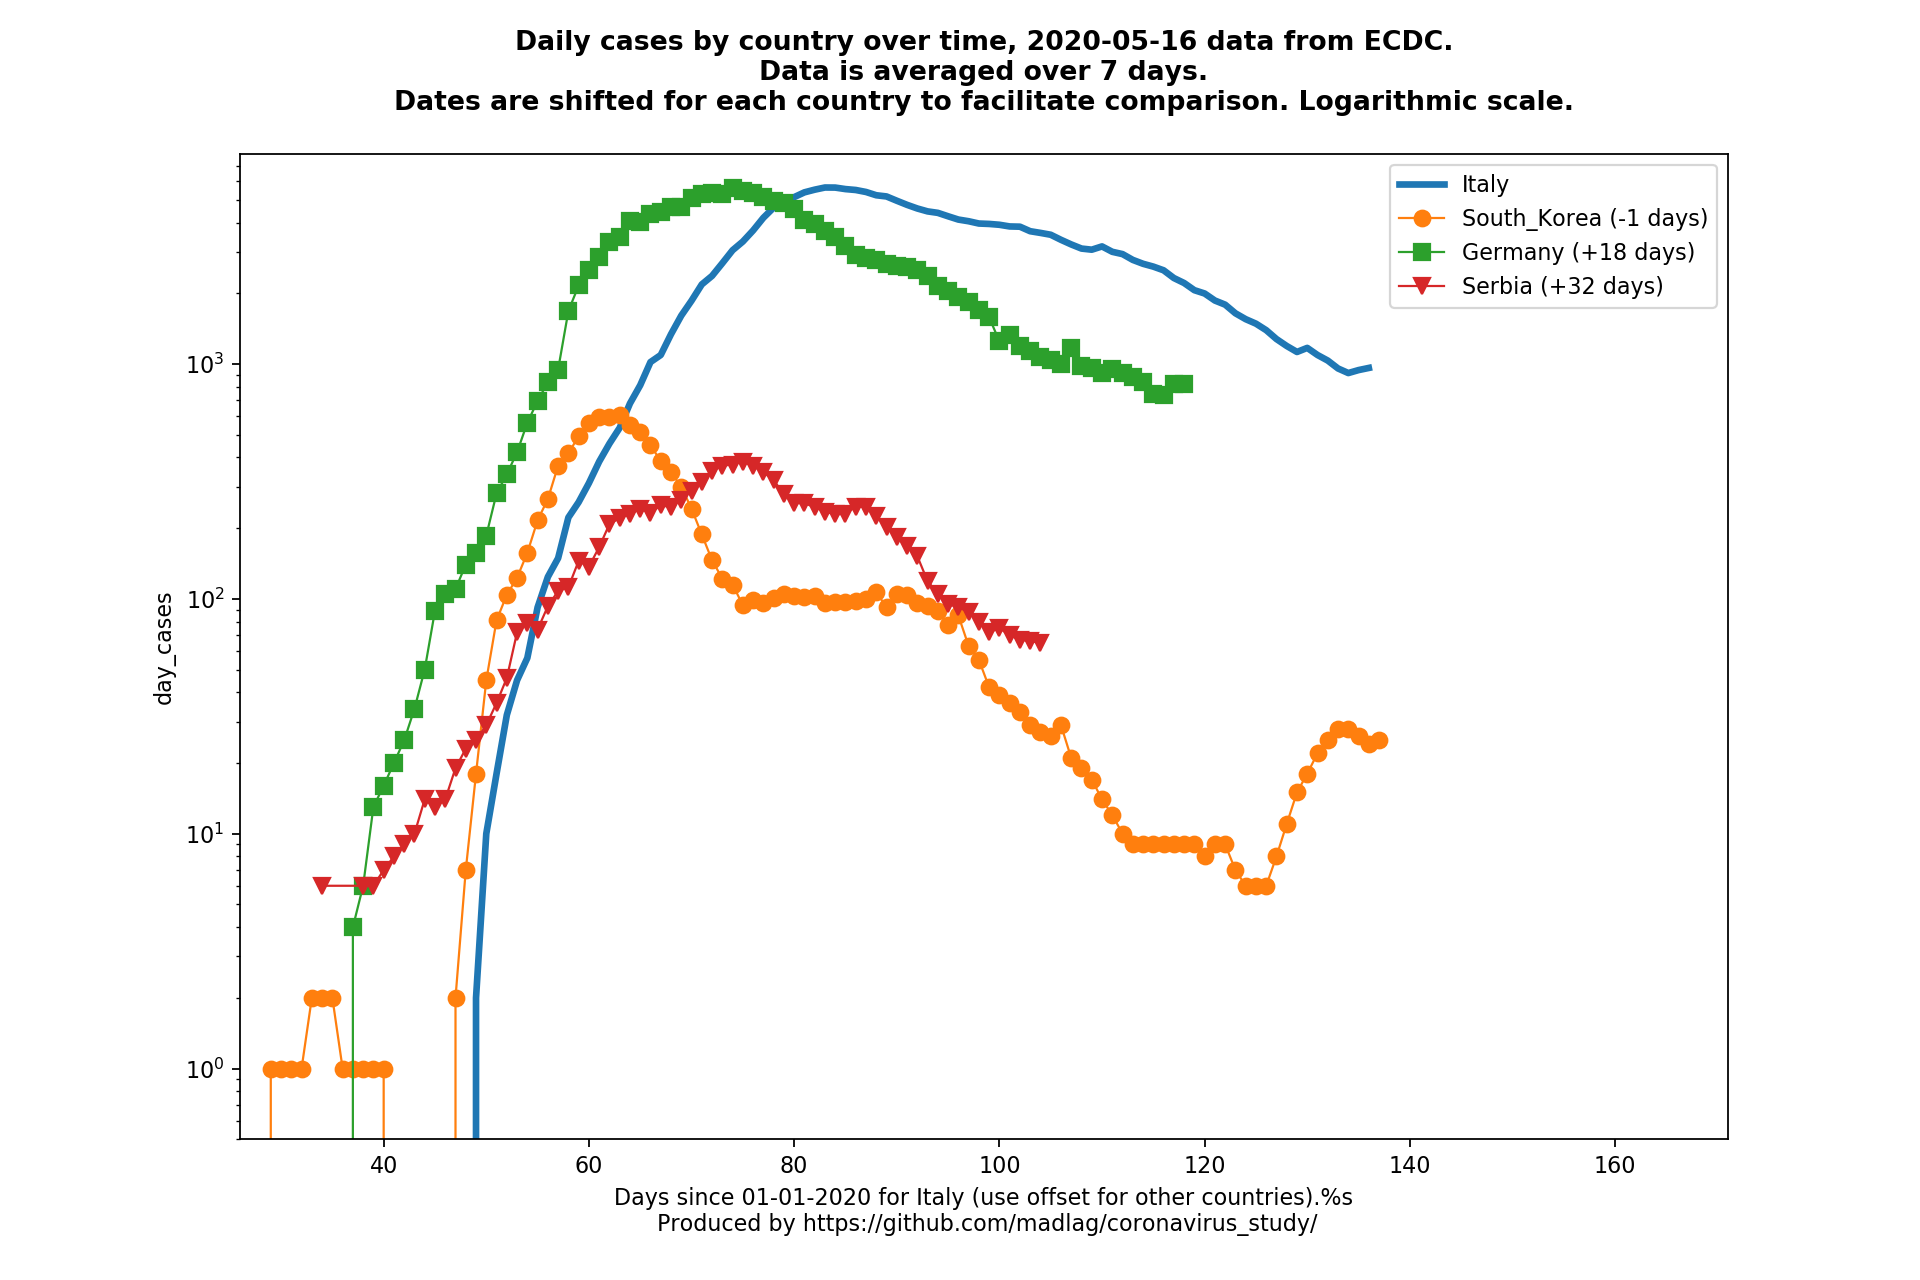 Daily cases by country over time, 2020-05-16 data from ECDC.
Data is averaged over 7 days.
Dates are shifted for each country to facilitate comparison. Logarithmic scale.
Italy
South_Korea (-1 days)
Germany (+18 days)
Serbia (+32 days)
10³
10²
10¹
10⁰
day_cases
40 60 80 100 120 140 160
Days since 01-01-2020 for Italy (use offset for other countries).%s
Produced by https://github.com/madlag/coronavirus_study/